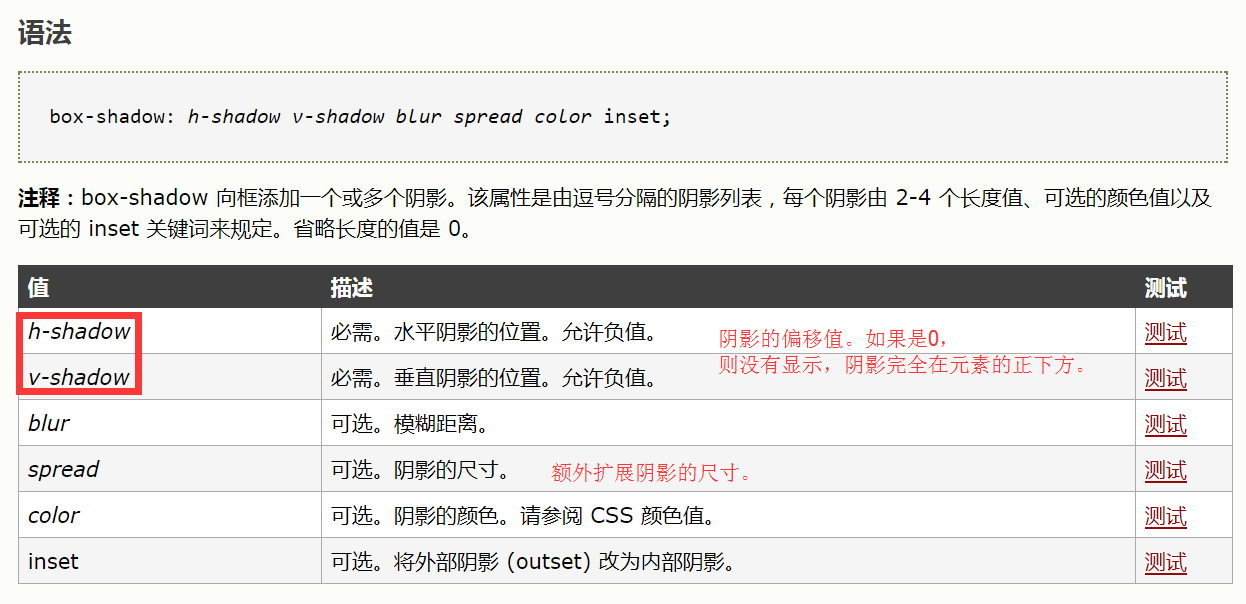 语法
box-shadow: h-shadow v-shadow blur spread color inset;
注释：box-shadow 向框添加一个或多个阴影。该属性是由逗号分隔的阴影列表，每个阴影由 2-4 个长度值、可选的颜色值以及
可选的 inset 关键词来规定。省略长度的值是 0。
值 描述 测试
h-shadow 必需。水平阴影的位置。允许负值。 阴影的偏移值。如果是0， 测试
则没有显示，阴影完全在元素的正下方。
v-shadow 必需。垂直阴影的位置。允许负值。 测试
blur 可选。模糊距离。 测试
spread 可选。阴影的尺寸。 额外扩展阴影的尺寸。 测试
color 可选。阴影的颜色。请参阅 CSS 颜色值。 测试
inset 可选。将外部阴影 (outset) 改为内部阴影。 测试